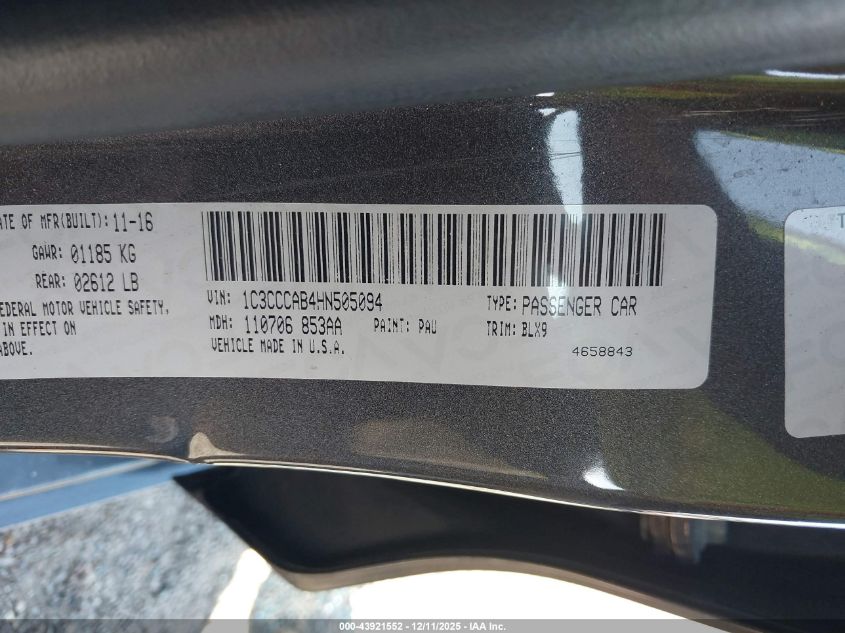 ATE OF MFR(BUILT): 11-16
GAWR: 01185 KG
REAR: 02612 LB
FEDERAL MOTOR VEHICLE SAFETY,
IN EFFECT ON
ABOVE.
VIN: 1C3CCCAB4HN505094
TYPE: PASSENGER CAR
MDH: 110706 853AA
PAINT: PAU
TRIM: BLX9
VEHICLE MADE IN U.S.A.
4658843
T
000-43921552 - 12/11/2025 - IAA Inc.